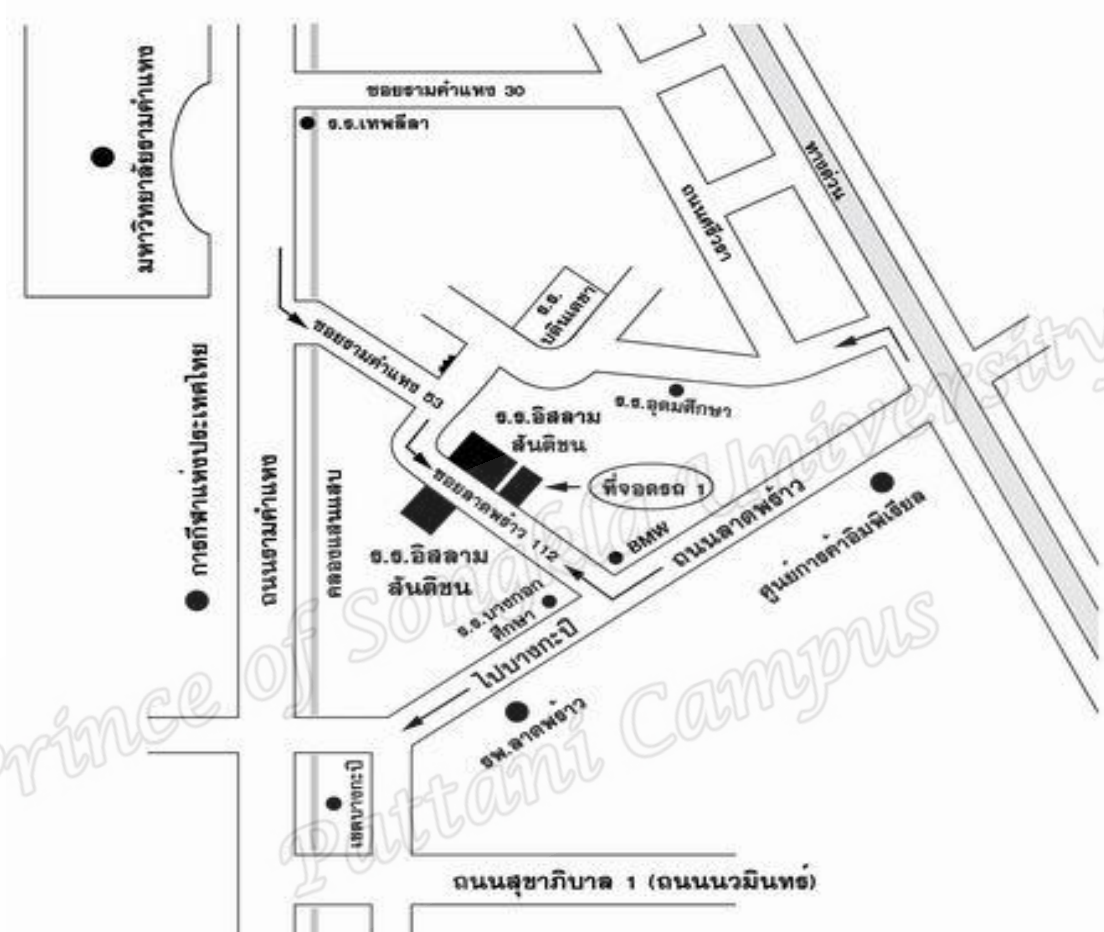 ซอยรามคำแหง 30
ร.ร.เทพลีลา
มหาวิทยาลัยรามคำแหง
ทางด่วน
ถนนศรีวรา
ร.ร.
บดินเดชา
ซอยรามคำแหง 53
ร.ร.อุดมศึกษา
ร.ร.อิสลาม
สันติชน
ที่จอดรถ 1
การกีฬาแห่งประเทศไทย
ถนนรามคำแหง
คลองแสนแสบ
ซอยลาดพร้าว 112
ร.ร.อิสลาม
สันติชน
BMW
ถนนลาดพร้าว
ศูนย์การค้าอิมพีเรียล
ร.ร.บางกอก
ศึกษา
ไปบางกะปิ
รพ.ลาดพร้าว
เขตบางกะปิ
ถนนสุขาภิบาล 1 (ถนนนวมินทร์)
Prince of Songkla University
Pattani Campus